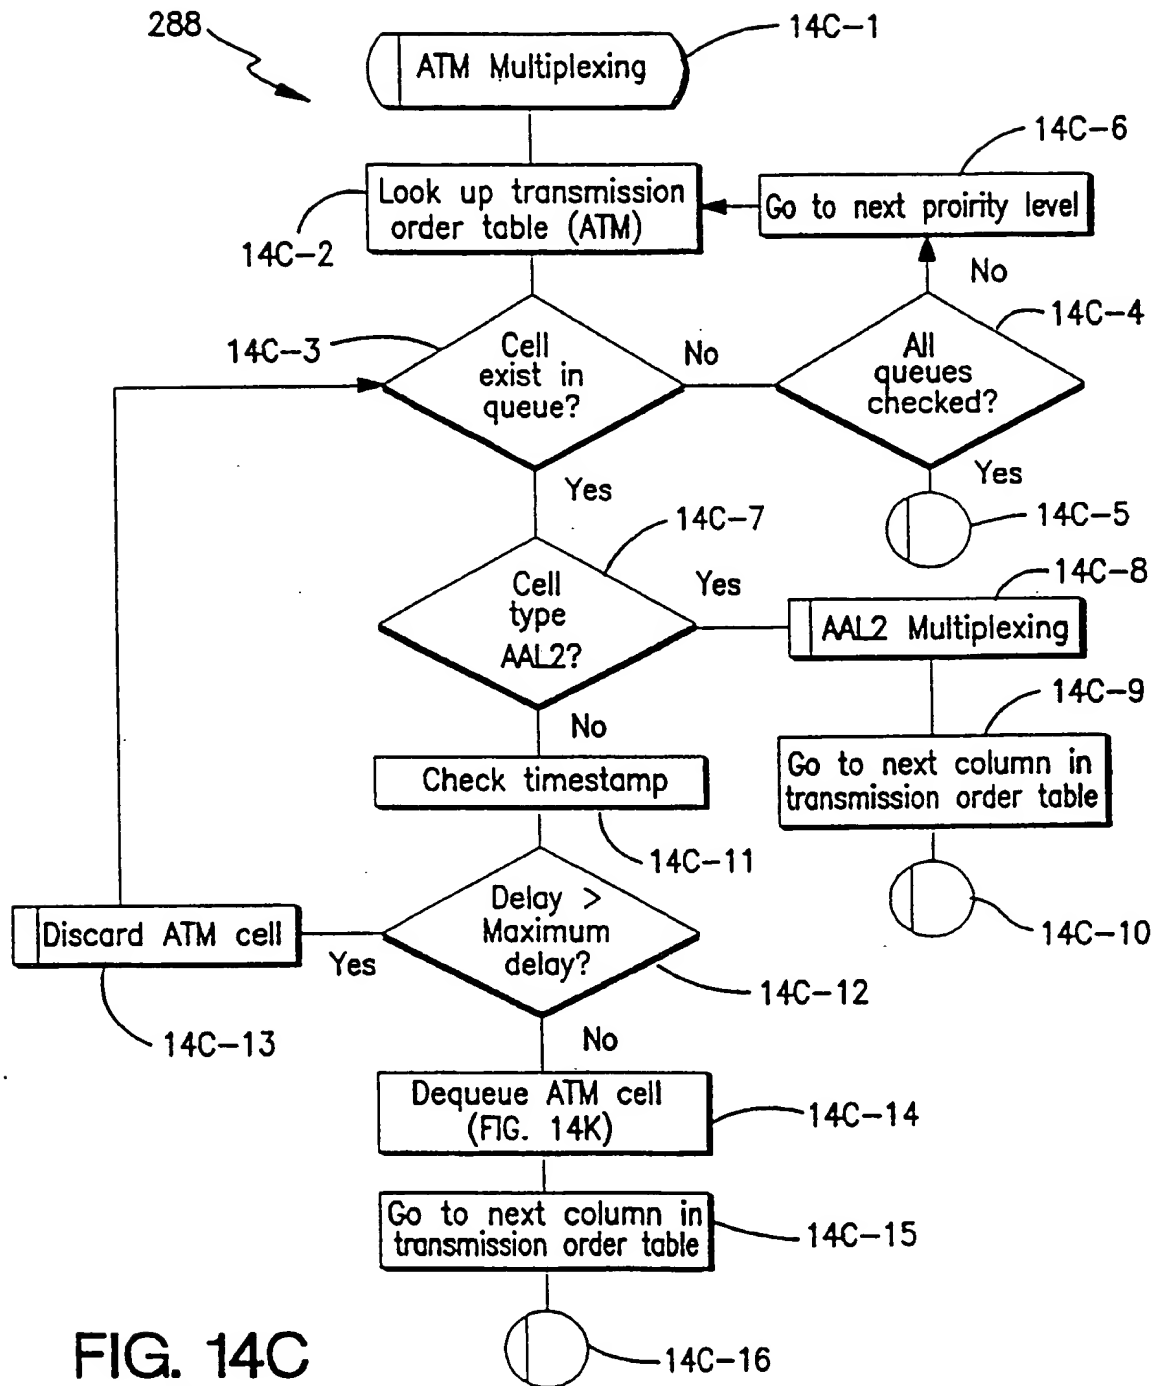 288
14C-1
ATM Multiplexing
14C-6
Look up transmission
order table (ATM)
Go to next proirity level
14C-2
No
14C-4
14C-3
Cell
exist in
queue?
No
All
queues
checked?
Yes
Yes
14C-5
14C-7
Cell
type
AAL2?
Yes
14C-8
AAL2 Multiplexing
14C-9
No
Go to next column in
transmission order table
Check timestamp
14C-11
14C-10
Delay >
Maximum
delay?
Discard ATM cell
Yes
14C-12
14C-13
No
Dequeue ATM cell
(FIG. 14K)
14C-14
Go to next column in
transmission order table
14C-15
14C-16
FIG. 14C